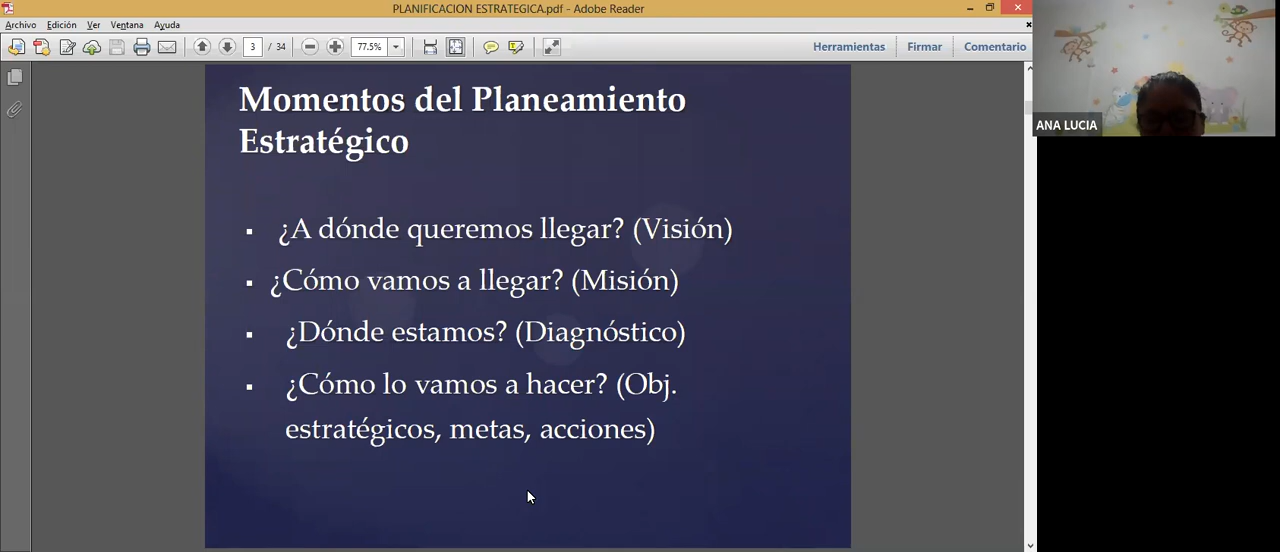 PLANIFICACION ESTRATEGICA.pdf - Adobe Reader
Archivo Edición Ver Ventana Ayuda
3 / 34 77.5% Herramientas Firmar Comentario
Momentos del Planeamiento
Estratégico
▪ ¿A dónde queremos llegar? (Visión)
▪ ¿Cómo vamos a llegar? (Misión)
▪ ¿Dónde estamos? (Diagnóstico)
▪ ¿Cómo lo vamos a hacer? (Obj.
estratégicos, metas, acciones)
ANA LUCIA